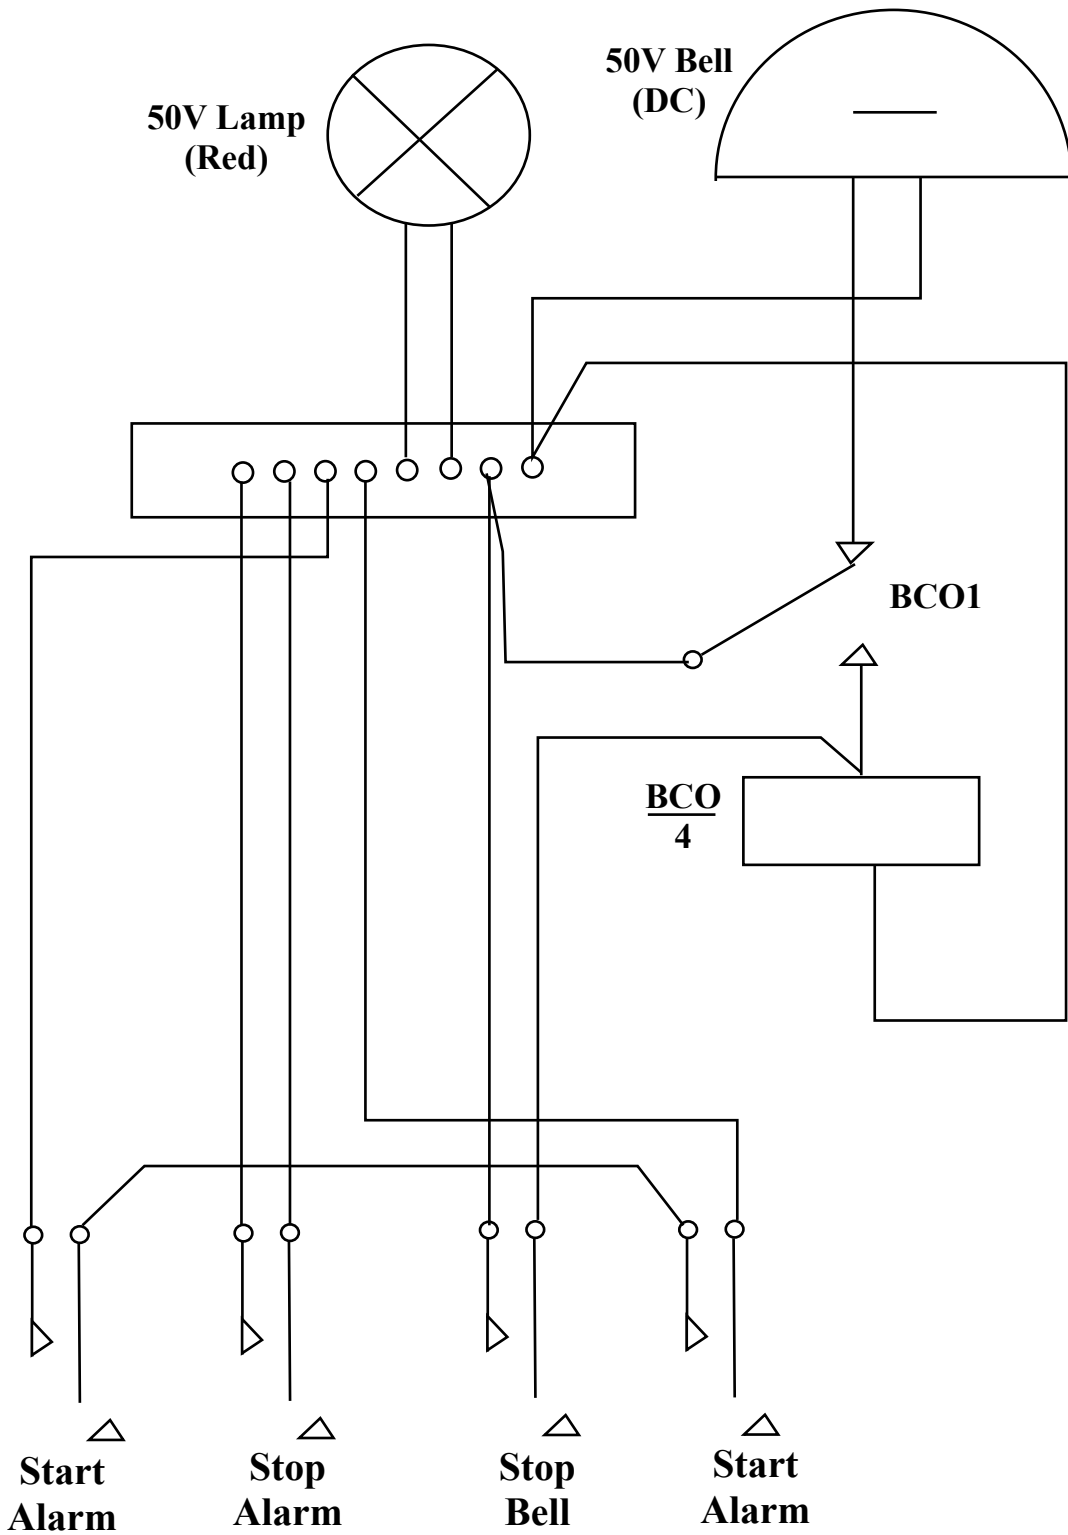 50V Bell
(DC)
50V Lamp
(Red)
BCO1
BCO
4
Start
Alarm
Stop
Alarm
Stop
Bell
Start
Alarm